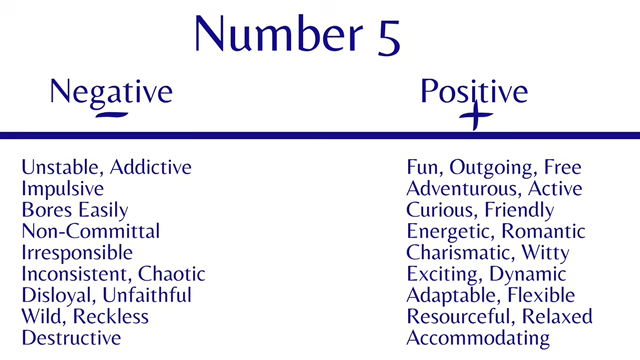 Number 5
Negative
Positive
–
+
Unstable, Addictive
Impulsive
Bores Easily
Non-Committal
Irresponsible
Inconsistent, Chaotic
Disloyal, Unfaithful
Wild, Reckless
Destructive
Fun, Outgoing, Free
Adventurous, Active
Curious, Friendly
Energetic, Romantic
Charismatic, Witty
Exciting, Dynamic
Adaptable, Flexible
Resourceful, Relaxed
Accommodating